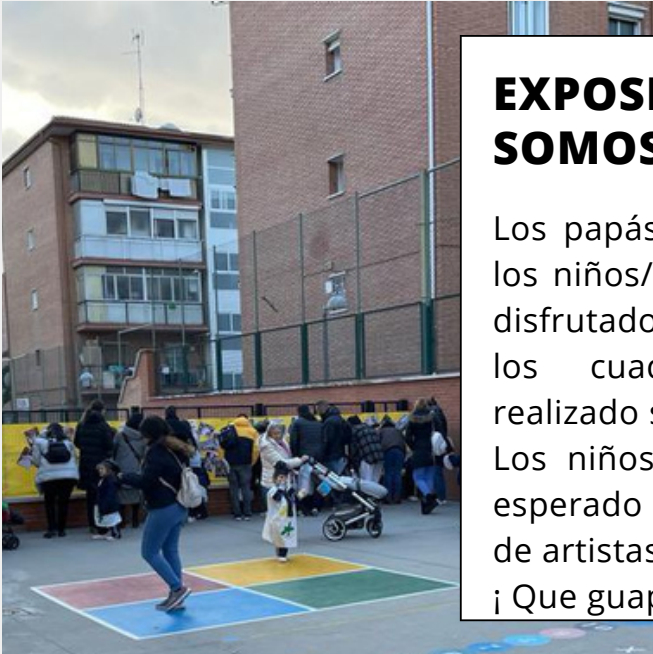 EXPOSI
SOMOS
Los papás
los niños/
disfrutado
los cuad
realizado s
Los niños
esperado
de artistas
¡ Que guap